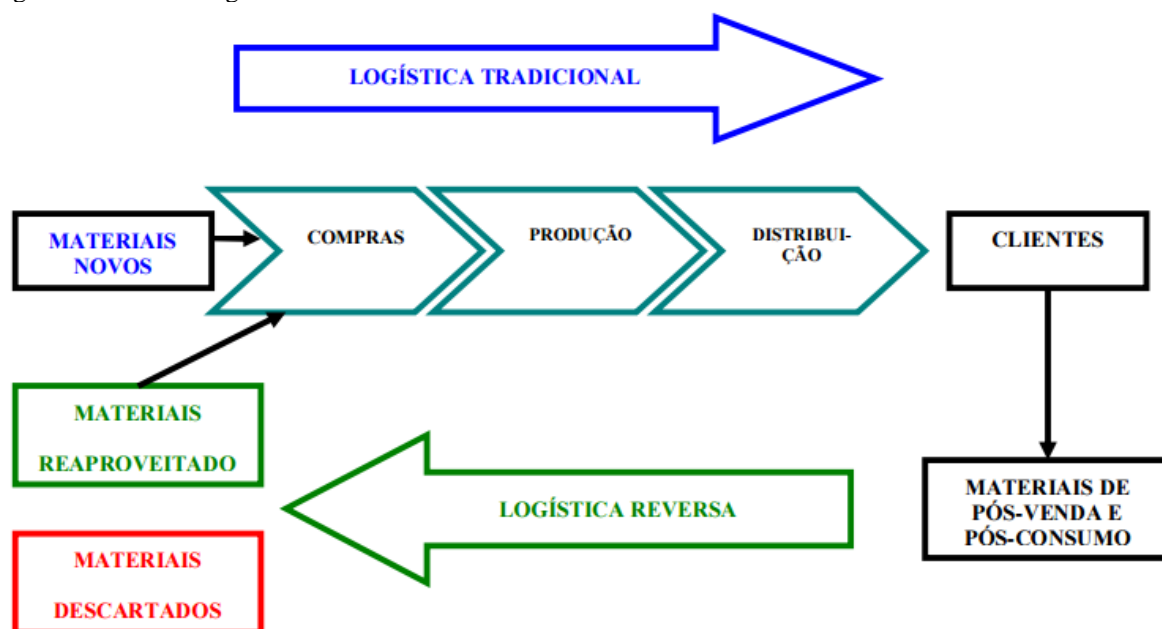 LOGÍSTICA TRADICIONAL
MATERIAIS
NOVOS
COMPRAS
PRODUÇÃO
DISTRIBUI-
ÇÃO
CLIENTES
MATERIAIS
REAPROVEITADO
LOGÍSTICA REVERSA
MATERIAIS DE
PÓS-VENDA E
PÓS-CONSUMO
MATERIAIS
DESCARTADOS